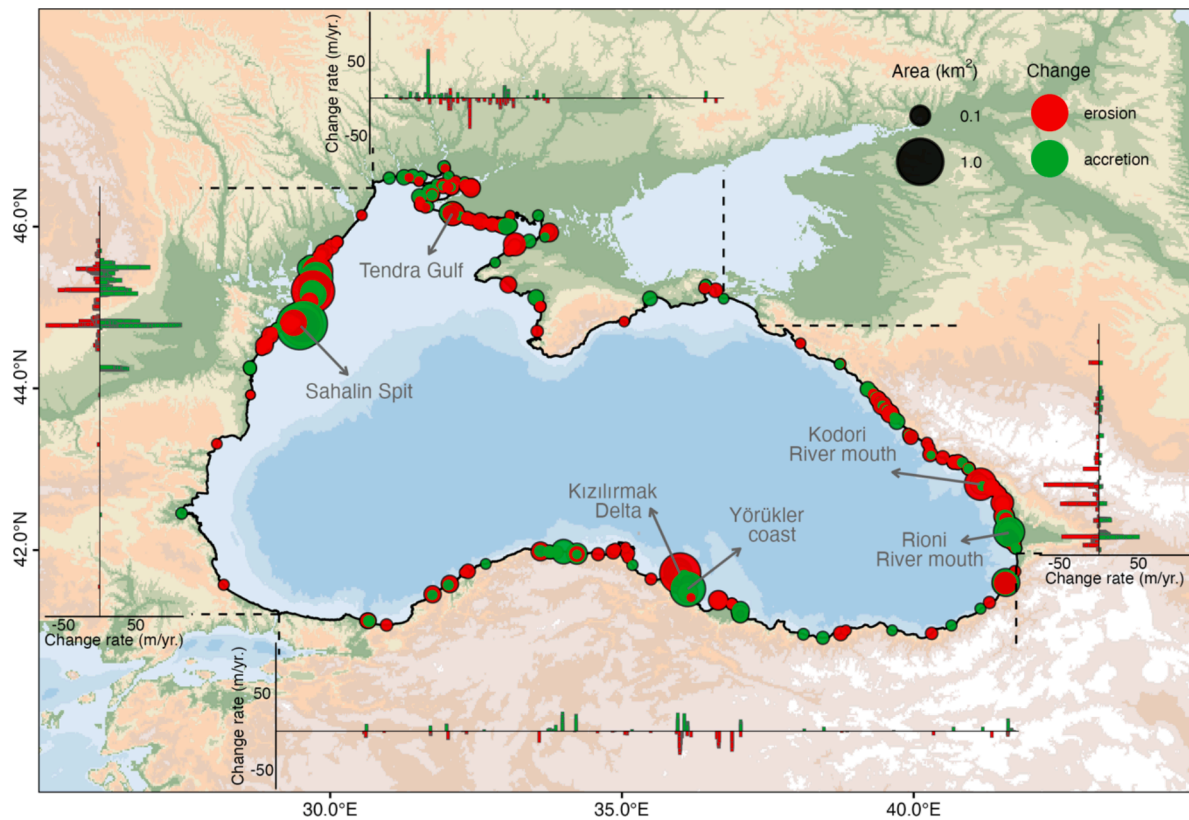 50
-50
Change rate (m/yr.)
Area (km²)
Change
0.1
erosion
1.0
accretion
46.0°N
44.0°N
42.0°N
Tendra Gulf
Sahalin Spit
Kodori
River mouth
Kızılırmak
Delta
Yörükler
coast
Rioni
River mouth
-50
50
Change rate (m/yr.)
-50
50
Change rate (m/yr.)
50
-50
Change rate (m/yr.)
30.0°E
35.0°E
40.0°E